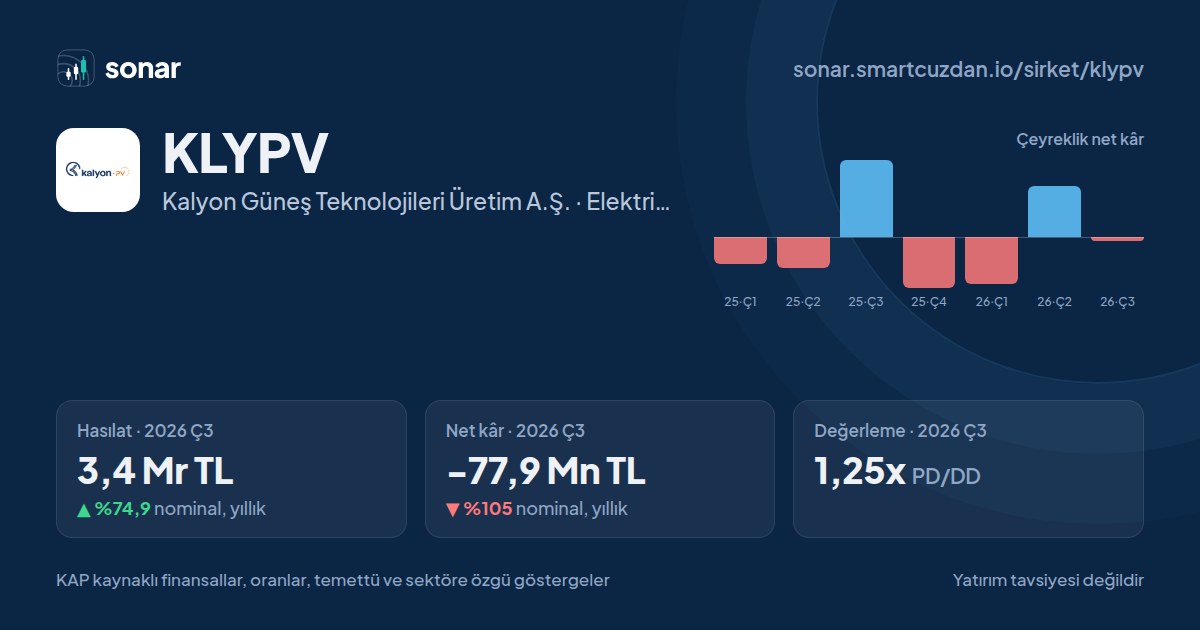 sonar
sonar.smartcuzdan.io/sirket/klypv
kalyon-PV
KLYPV
Kalyon Güneş Teknolojileri Üretim A.Ş. · Elektri...
Çeyreklik net kâr
25·Ç1 25·Ç2 25·Ç3 25·Ç4 26·Ç1 26·Ç2 26·Ç3
Hasılat · 2026 Ç3
3,4 Mr TL
▲ %74,9 nominal, yıllık
Net kâr · 2026 Ç3
−77,9 Mn TL
▼ %105 nominal, yıllık
Değerleme · 2026 Ç3
1,25x PD/DD
KAP kaynaklı finansallar, oranlar, temettü ve sektöre özgü göstergeler
Yatırım tavsiyesi değildir